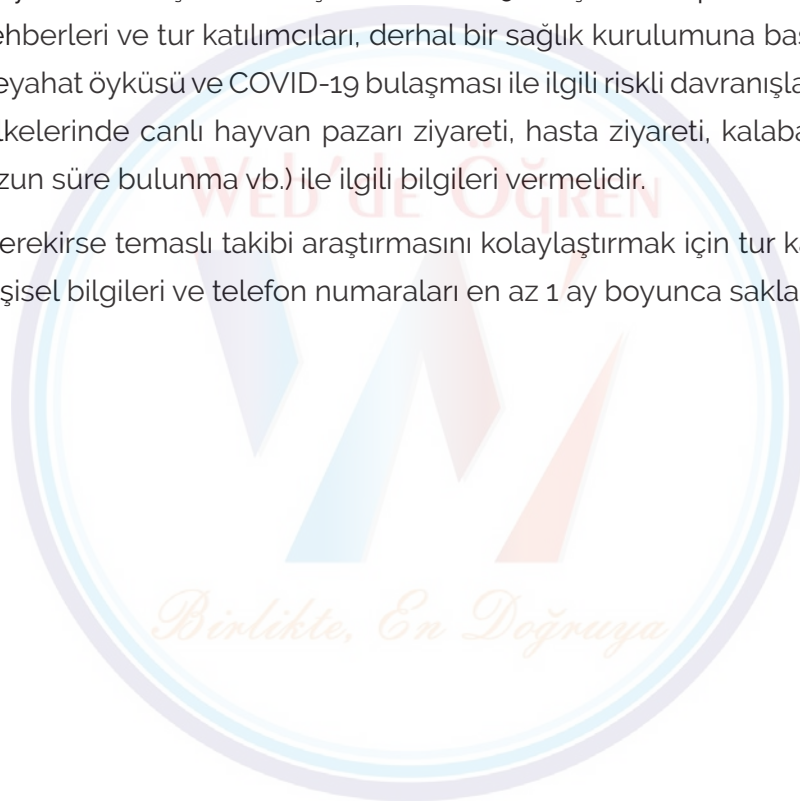 ehberleri ve tur katılımcıları, derhal bir sağlık kurulumuna baş
eyahat öyküsü ve COVID-19 bulaşması ile ilgili riskli davranışla
lkelerinde canlı hayvan pazarı ziyareti, hasta ziyareti, kalaba
zun süre bulunma vb.) ile ilgili bilgileri vermelidir.
Web'de Öğren
erekirse temaslı takibi araştırmasını kolaylaştırmak için tur ka
şisel bilgileri ve telefon numaraları en az 1 ay boyunca sakla
Birlikte, En Doğruya